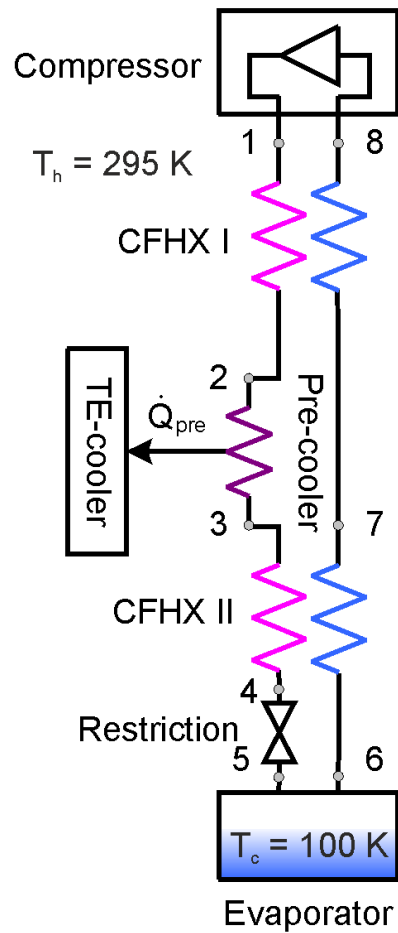 Compressor
1
8
T_h = 295 K
CFHX I
2
TE-cooler
Q̇_pre
Pre-cooler
3
7
CFHX II
4
Restriction
5
6
T_c = 100 K
Evaporator